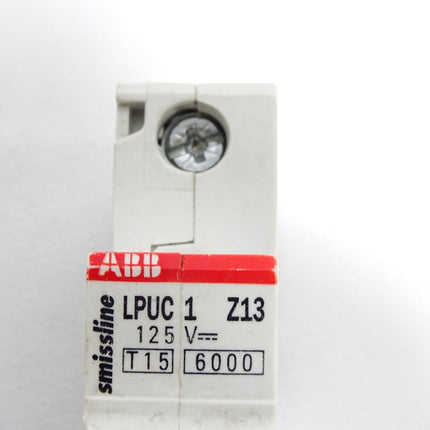 ABB
smissline
LPUC 1 Z13
125 V⎓
T15 6000